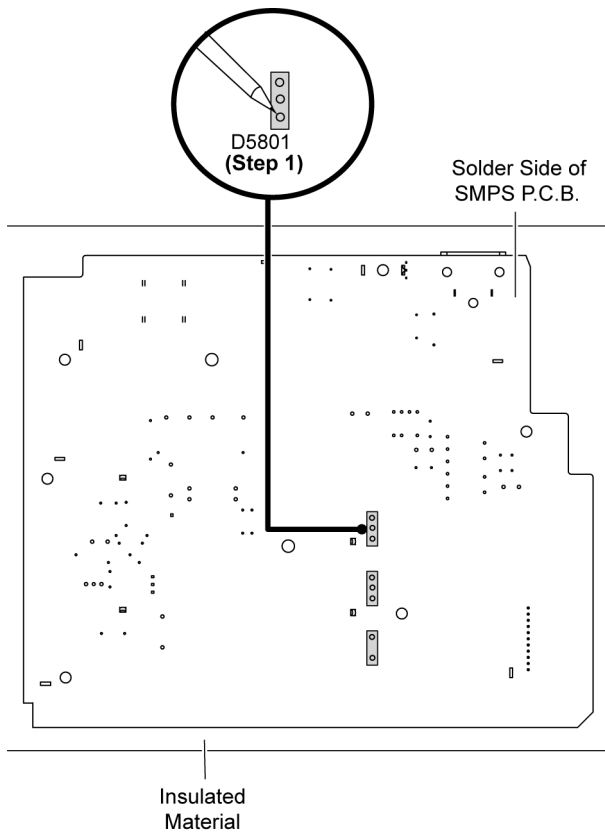 D5801
(Step 1)
Solder Side of
SMPS P.C.B.
Insulated
Material